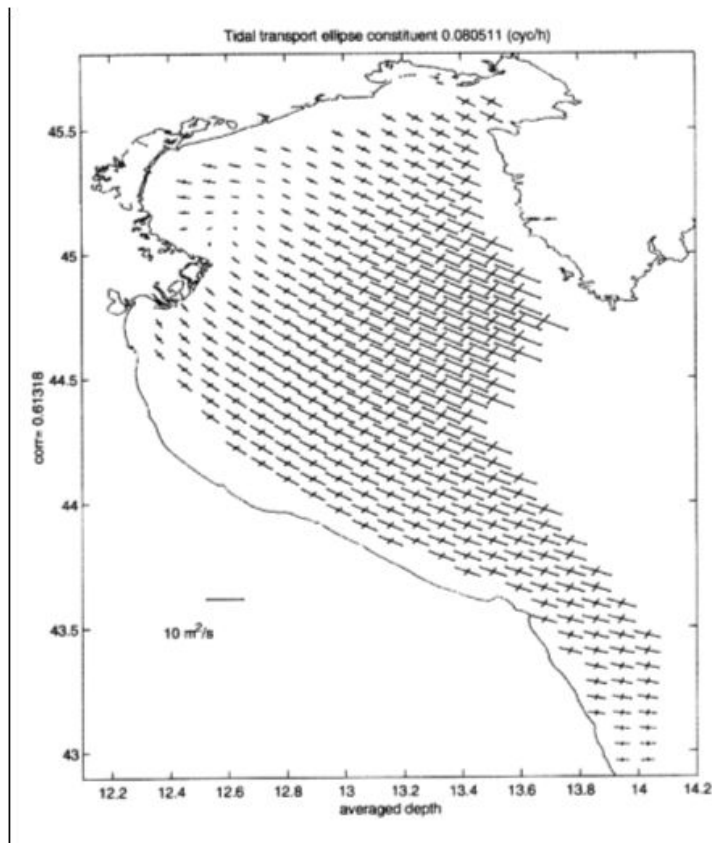 Tidal transport ellipse constituent 0.080511 (cyc/h)
45.5
45
44.5
44
43.5
43
corr= 0.61318
10 m²/s
12.2 12.4 12.6 12.8 13 13.2 13.4 13.6 13.8 14 14.2
averaged depth